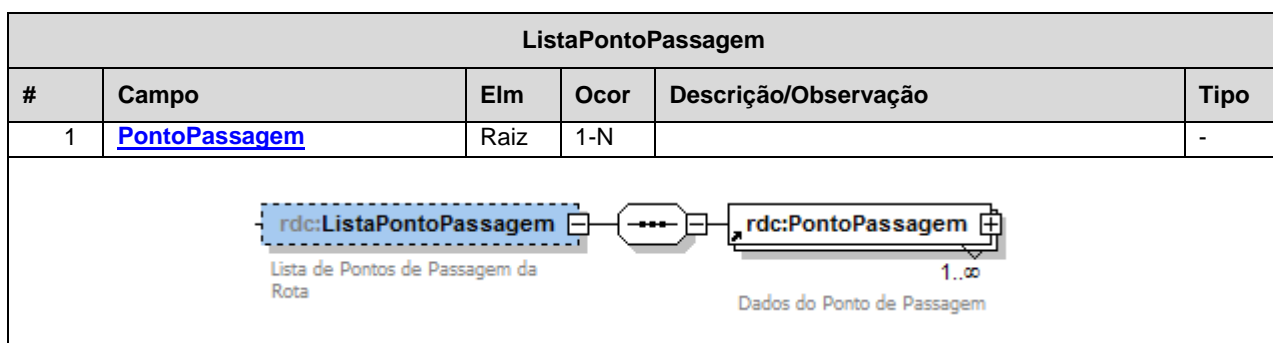 ListaPontoPassagem
# Campo Elm Ocor Descrição/Observação Tipo
1 PontoPassagem Raiz 1-N -
rdc:ListaPontoPassagem rdc:PontoPassagem
1..∞
Lista de Pontos de Passagem da
Rota
Dados do Ponto de Passagem